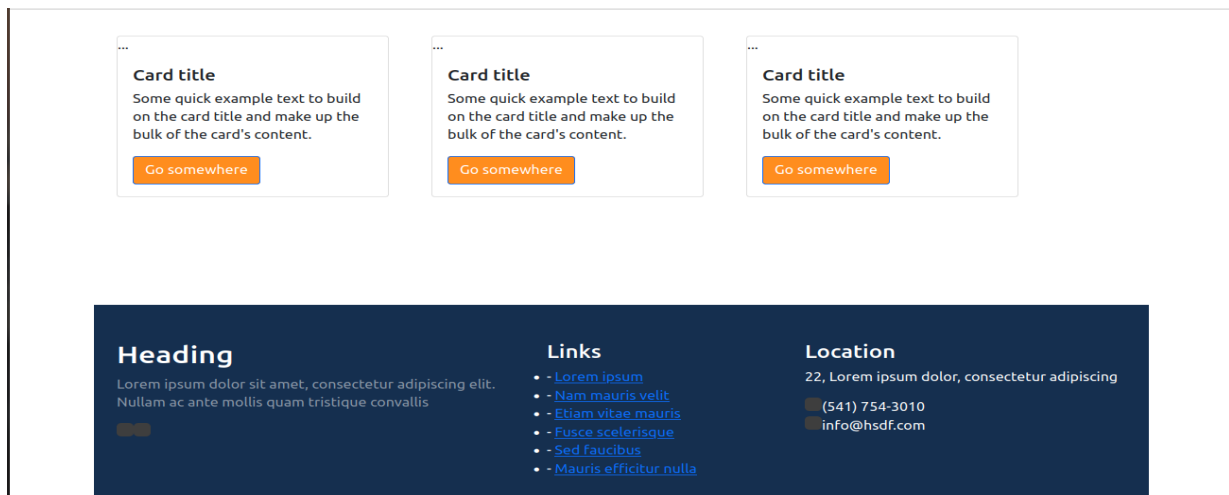 ...
Card title
Some quick example text to build
on the card title and make up the
bulk of the card's content.
Go somewhere
...
Card title
Some quick example text to build
on the card title and make up the
bulk of the card's content.
Go somewhere
...
Card title
Some quick example text to build
on the card title and make up the
bulk of the card's content.
Go somewhere
Heading
Lorem ipsum dolor sit amet, consectetur adipiscing elit.
Nullam ac ante mollis quam tristique convallis
Links
- Lorem ipsum
- Nam mauris velit
- Etiam vitae mauris
- Fusce scelerisque
- Sed faucibus
- Mauris efficitur nulla
Location
22, Lorem ipsum dolor, consectetur adipiscing
(541) 754-3010
info@hsdf.com